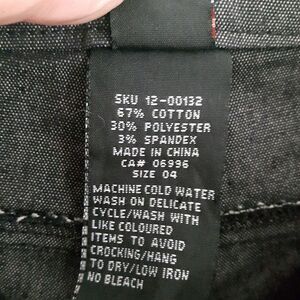 SKU 12-00132
67% COTTON
30% POLYESTER
3% SPANDEX
MADE IN CHINA
CA# 06996
SIZE 04
MACHINE COLD WATER
WASH ON DELICATE
CYCLE/WASH WITH
LIKE COLOURED
ITEMS TO AVOID
CROCKING/HANG
TO DRY/LOW IRON
NO BLEACH